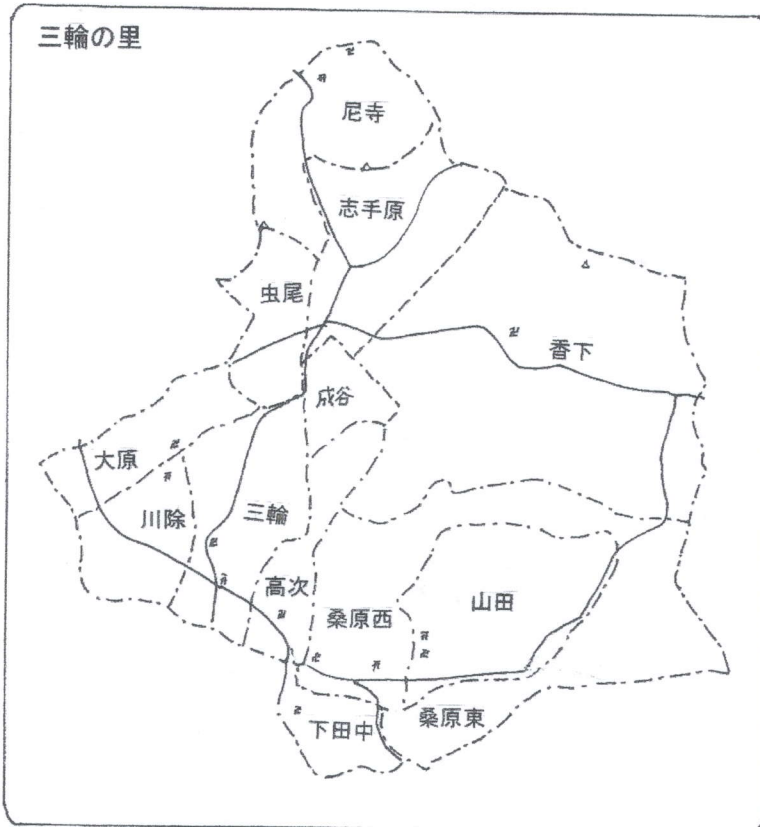 三輪の里
尼寺
志手原
虫尾
香下
成谷
大原
川除
三輪
高次
桑原西
山田
下田中
桑原東